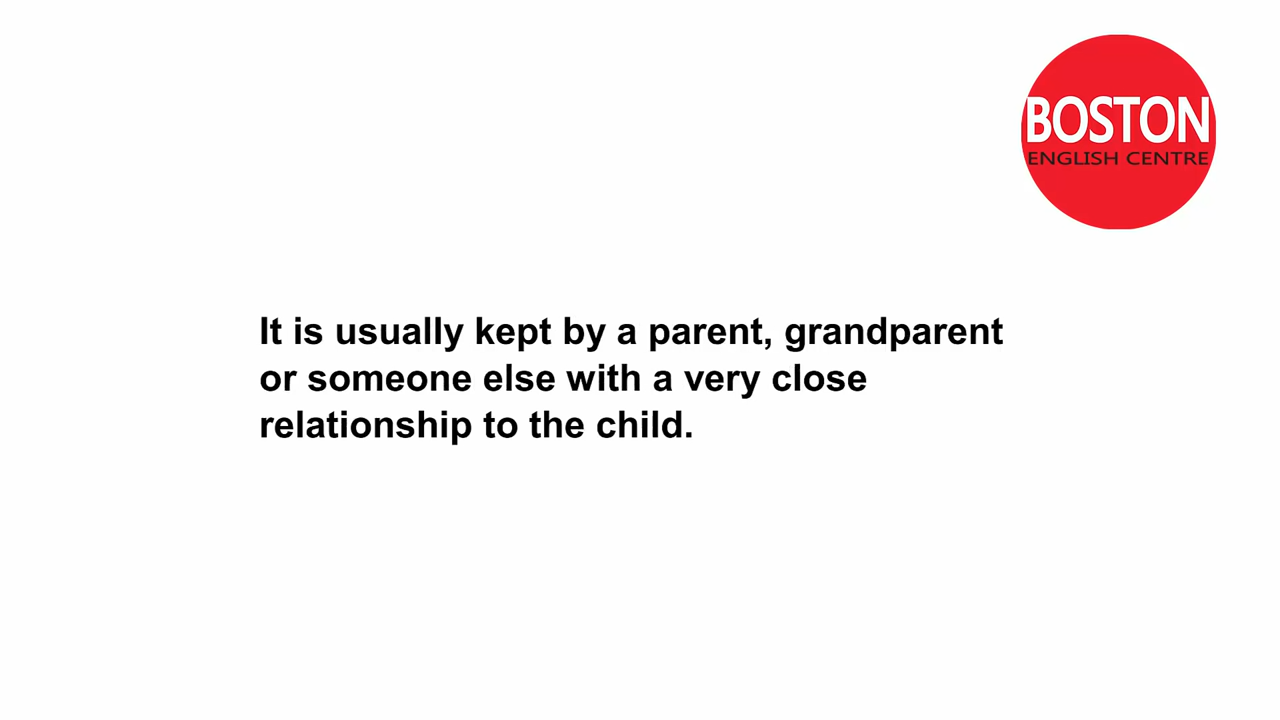 BOSTON
ENGLISH CENTRE
It is usually kept by a parent, grandparent
or someone else with a very close
relationship to the child.